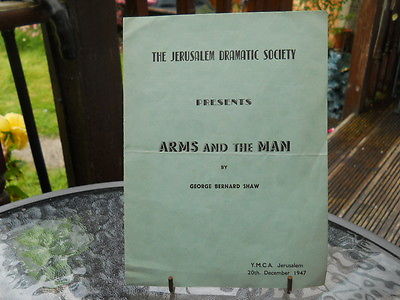 THE JERUSALEM DRAMATIC SOCIETY
PRESENTS
ARMS AND THE MAN
BY
GEORGE BERNARD SHAW
Y.M.C.A. Jerusalem
20th. December 1947